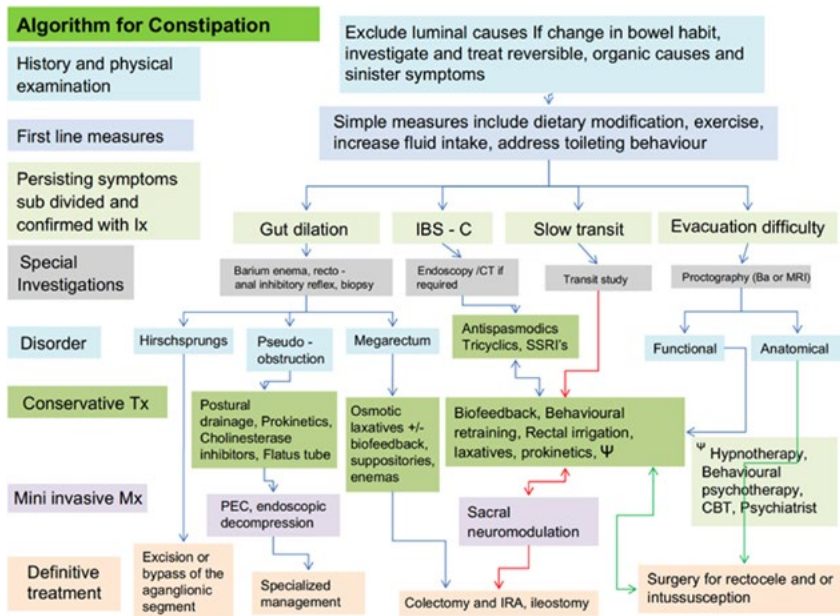 Algorithm for Constipation
History and physical
examination
First line measures
Persisting symptoms
sub divided and
confirmed with Ix
Special
Investigations
Disorder
Conservative Tx
Mini invasive Mx
Definitive
treatment
Exclude luminal causes If change in bowel habit,
investigate and treat reversible, organic causes and
sinister symptoms
Simple measures include dietary modification, exercise,
increase fluid intake, address toileting behaviour
Gut dilation
IBS - C
Slow transit
Evacuation difficulty
Barium enema, recto -
anal inhibitory reflex, biopsy
Endoscopy /CT if
required
Transit study
Proctography (Ba or MRI)
Hirschsprungs
Pseudo -
obstruction
Megarectum
Antispasmodics
Tricyclics, SSRI's
Functional
Anatomical
Postural
drainage, Prokinetics,
Cholinesterase
inhibitors, Flatus tube
Osmotic
laxatives +/-
biofeedback,
suppositories,
enemas
Biofeedback, Behavioural
retraining, Rectal irrigation,
laxatives, prokinetics, Ψ
Ψ Hypnotherapy,
Behavioural
psychotherapy,
CBT, Psychiatrist
PEC, endoscopic
decompression
Sacral
neuromodulation
Excision or
bypass of the
aganglionic
segment
Specialized
management
Colectomy and IRA, ileostomy
Surgery for rectocele and or
intussusception